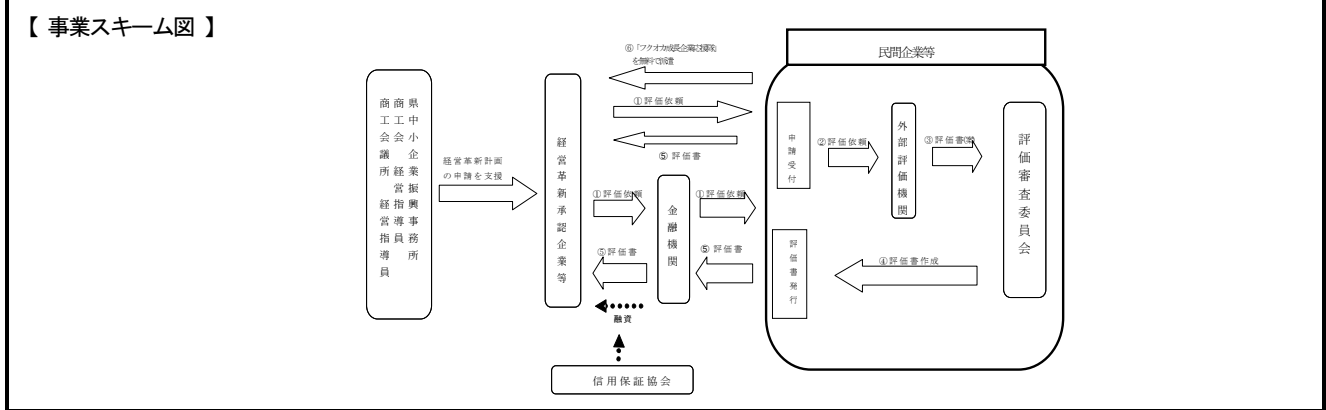 【 事業スキーム図 】
県中小企業振興事務所
商工会 経営指導員
商工会議所 経営指導員
経営革新計画
の申請を支援
経営革新承認企業等
⑥「フクオカ成長企業応援隊」
を無料で派遣
①評価依頼
⑤ 評価書
①評価依頼
⑤評価書
融資
金融機関
①評価依頼
⑤ 評価書
信用保証協会
民間企業等
申請受付
②評価依頼
外部評価機関
③評価書(案)
評価審査委員会
④評価書作成
評価書発行